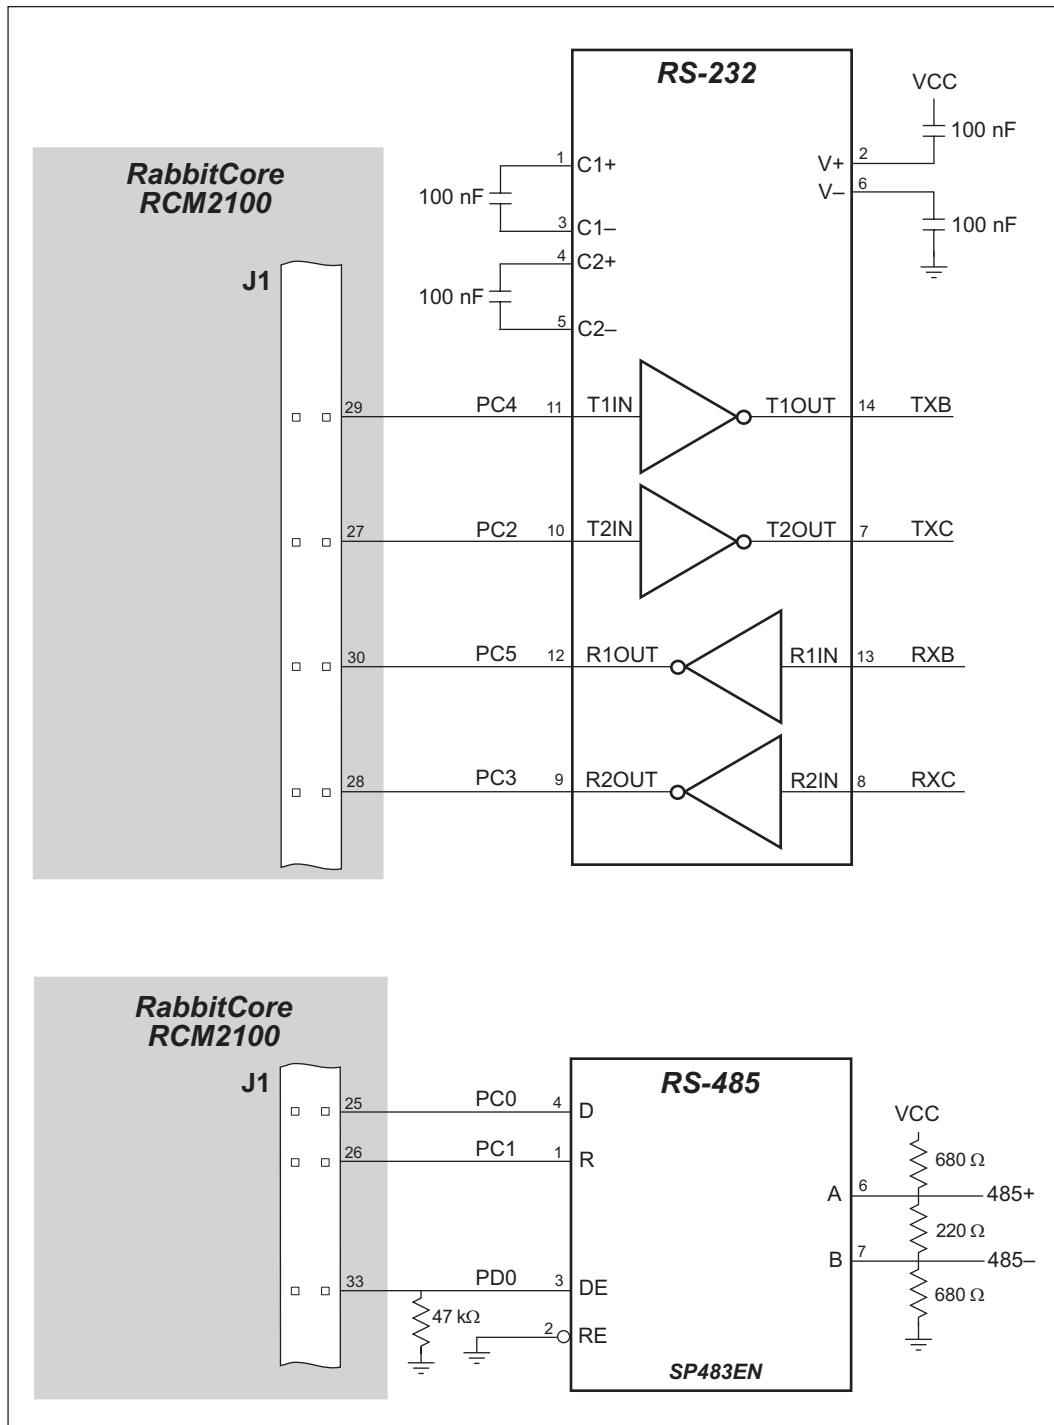 RS-232
VCC
100 nF
RabbitCore
RCM2100
1 C1+
V+ 2
V– 6
100 nF
3 C1–
100 nF
4 C2+
J1
100 nF
5 C2–
29 PC4 11 T1IN T1OUT 14 TXB
27 PC2 10 T2IN T2OUT 7 TXC
30 PC5 12 R1OUT R1IN 13 RXB
28 PC3 9 R2OUT R2IN 8 RXC
RabbitCore
RCM2100
J1
RS-485
25 PC0 4 D
VCC
26 PC1 1 R
680 Ω
A 6 485+
220 Ω
B 7 485–
33 PD0 3 DE
680 Ω
47 kΩ
2 RE
SP483EN